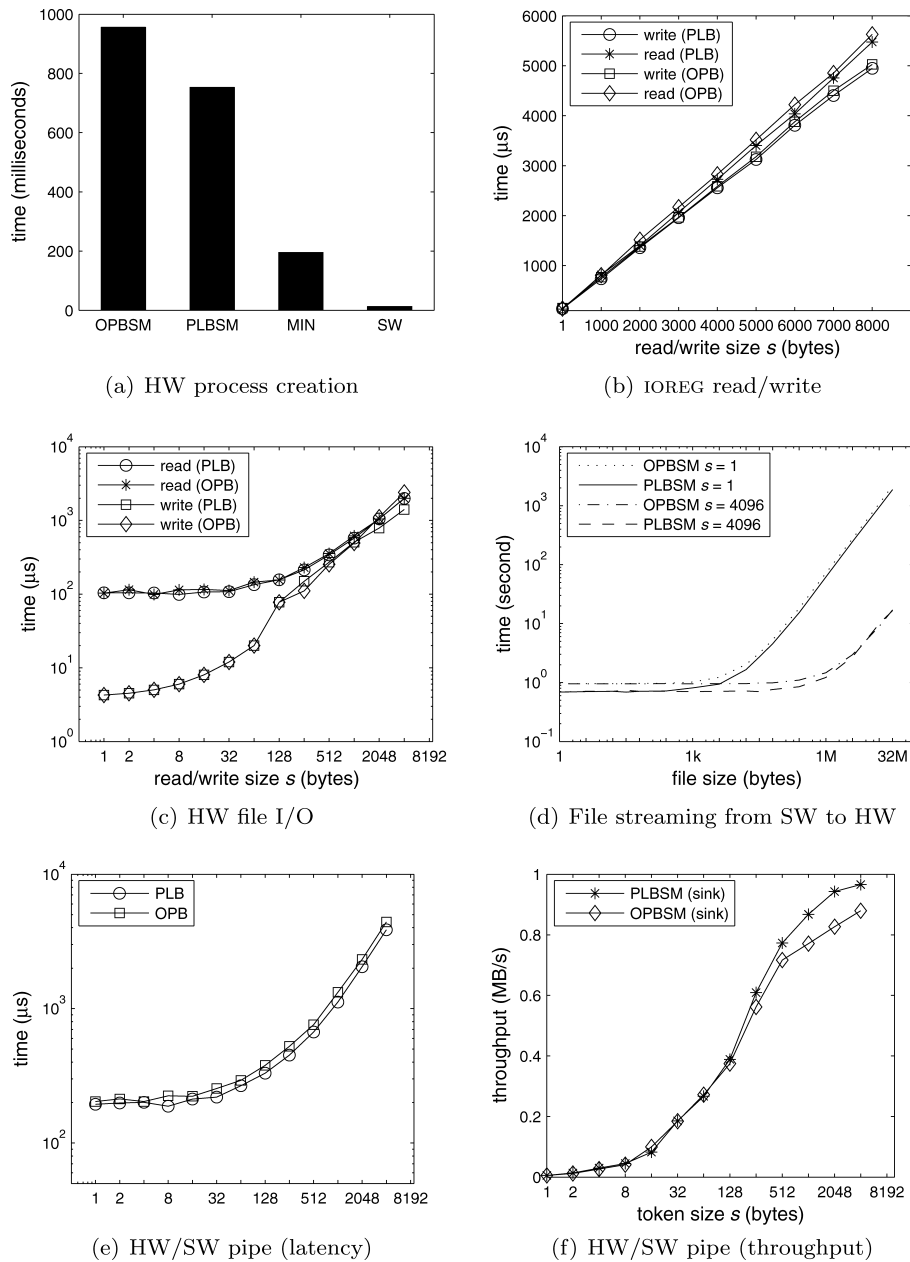 1000
800
600
400
200
0
time (milliseconds)
OPBSM PLBSM MIN SW
(a) HW process creation
6000
5000
4000
3000
2000
1000
time (μs)
write (PLB)
read (PLB)
write (OPB)
read (OPB)
1 1000 2000 3000 4000 5000 6000 7000 8000
read/write size s (bytes)
(b) IOREG read/write
10^4
10^3
10^2
10^1
10^0
time (μs)
read (PLB)
read (OPB)
write (PLB)
write (OPB)
1 2 8 32 128 512 2048 8192
read/write size s (bytes)
(c) HW file I/O
10^4
10^3
10^2
10^1
10^0
10^-1
time (second)
OPBSM s = 1
PLBSM s = 1
OPBSM s = 4096
PLBSM s = 4096
1 1k 1M 32M
file size (bytes)
(d) File streaming from SW to HW
10^4
10^3
10^2
time (μs)
PLB
OPB
1 2 8 32 128 512 2048 8192
(e) HW/SW pipe (latency)
1
0.8
0.6
0.4
0.2
0
throughput (MB/s)
PLBSM (sink)
OPBSM (sink)
1 2 8 32 128 512 2048 8192
token size s (bytes)
(f) HW/SW pipe (throughput)